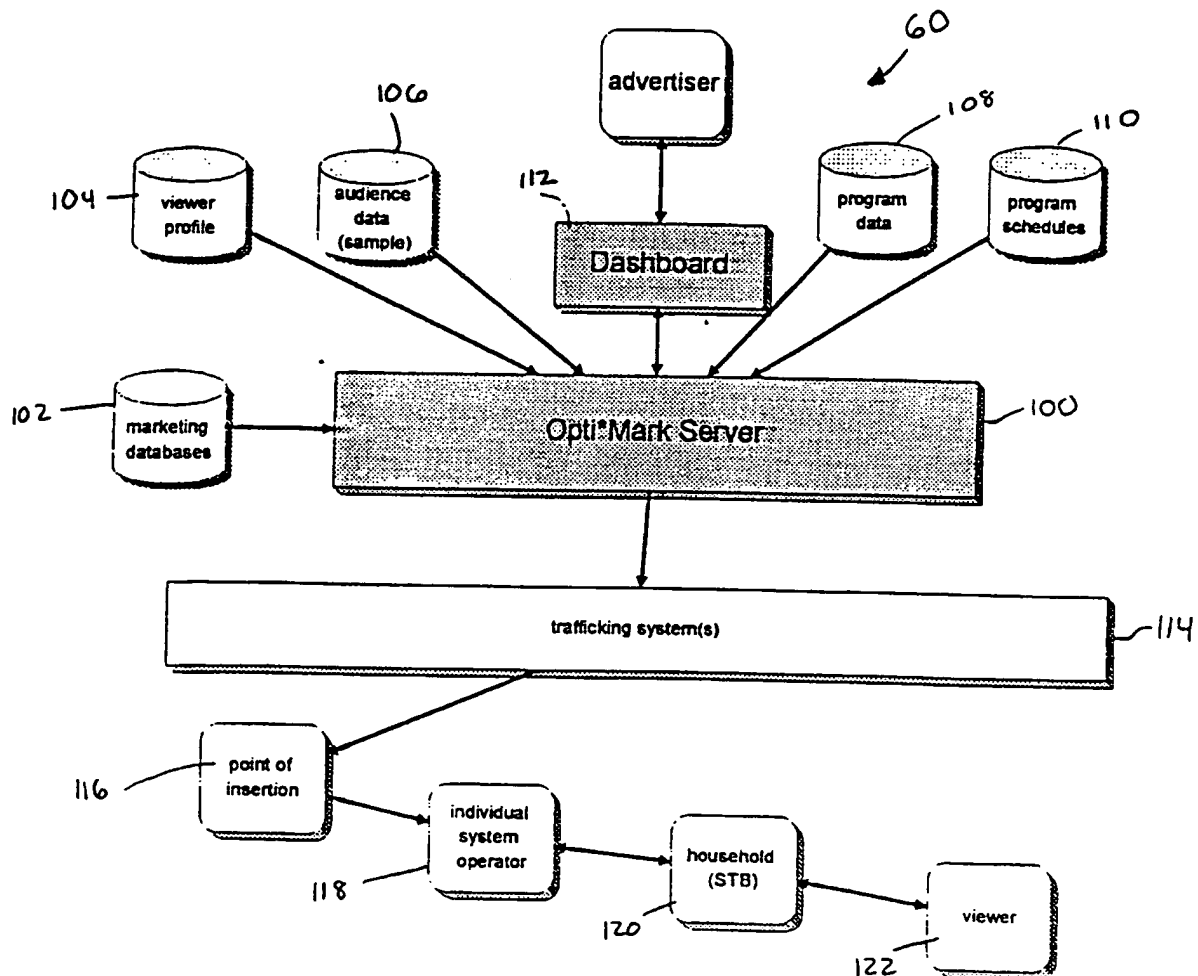 60
advertiser
106
108
110
112
104
viewer
profile
audience
data
(sample)
program
data
program
schedules
Dashboard
102
marketing
databases
Opti*Mark Server
100
trafficking system(s)
114
116
point of
insertion
individual
system
operator
118
household
(STB)
120
viewer
122